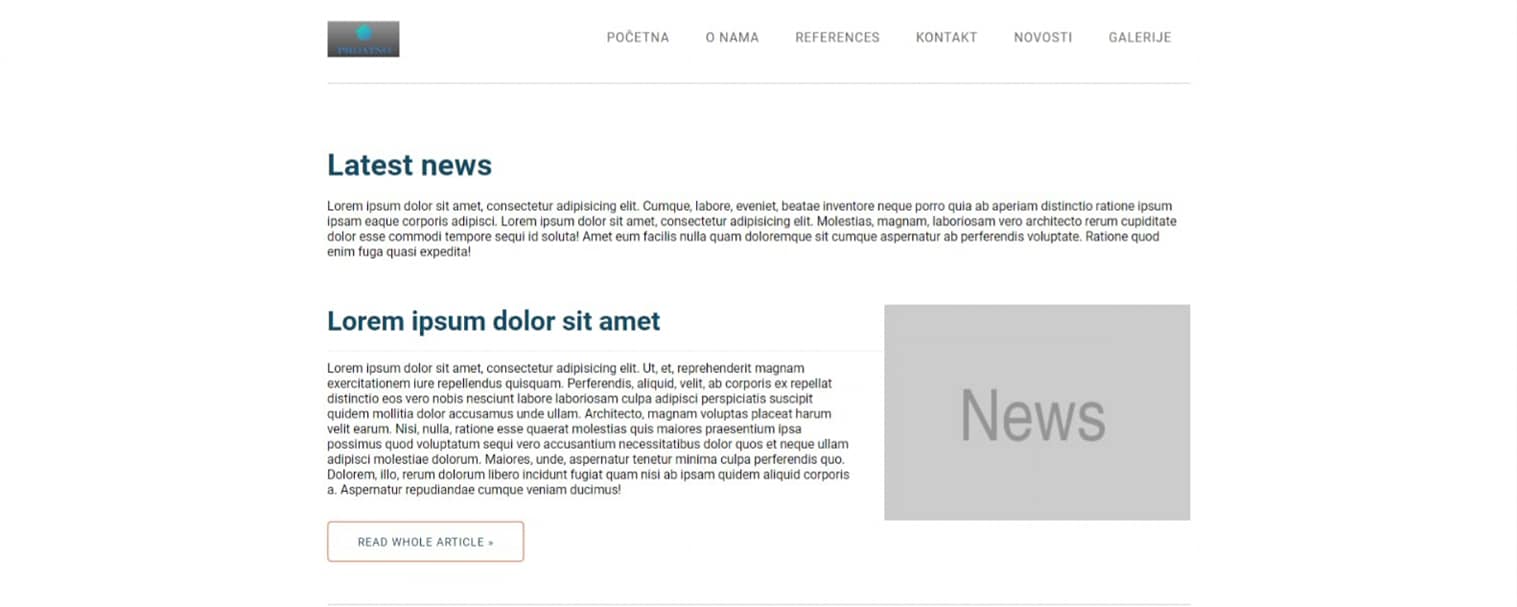 POČETNA O NAMA REFERENCES KONTAKT NOVOSTI GALERIJE
Latest news
Lorem ipsum dolor sit amet, consectetur adipisicing elit. Cumque, labore, eveniet, beatae inventore neque porro quia ab aperiam distinctio ratione ipsum
ipsam eaque corporis adipisci. Lorem ipsum dolor sit amet, consectetur adipisicing elit. Molestias, magnam, laboriosam vero architecto rerum cupiditate
dolor esse commodi tempore sequi id soluta! Amet eum facilis nulla quam doloremque sit cumque aspernatur ab perferendis voluptate. Ratione quod
enim fuga quasi expedita!
Lorem ipsum dolor sit amet
Lorem ipsum dolor sit amet, consectetur adipisicing elit. Ut, et, reprehenderit magnam
exercitationem iure repellendus quisquam. Perferendis, aliquid, velit, ab corporis ex repellat
distinctio eos vero nobis nesciunt labore laboriosam culpa adipisci perspiciatis suscipit
quidem mollitia dolor accusamus unde ullam. Architecto, magnam voluptas placeat harum
velit earum. Nisi, nulla, ratione esse quaerat molestias quis maiores praesentium ipsa
possimus quod voluptatum sequi vero accusantium necessitatibus dolor quos et neque ullam
adipisci molestiae dolorum. Maiores, unde, aspernatur tenetur minima culpa perferendis quo.
Dolorem, illo, rerum dolorum libero incidunt fugiat quam nisi ab ipsam quidem aliquid corporis
a. Aspernatur repudiandae cumque veniam ducimus!
News
READ WHOLE ARTICLE »